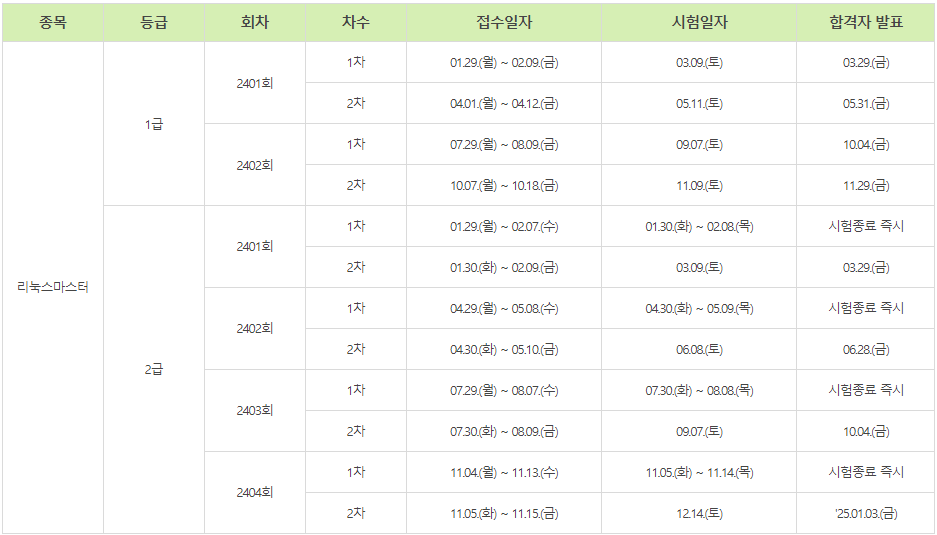 종목 등급 회차 차수 접수일자 시험일자 합격자 발표
리눅스마스터 1급 2401회 1차 01.29.(월) ~ 02.09.(금) 03.09.(토) 03.29.(금)
2차 04.01.(월) ~ 04.12.(금) 05.11.(토) 05.31.(금)
2402회 1차 07.29.(월) ~ 08.09.(금) 09.07.(토) 10.04.(금)
2차 10.07.(월) ~ 10.18.(금) 11.09.(토) 11.29.(금)
2급 2401회 1차 01.29.(월) ~ 02.07.(수) 01.30.(화) ~ 02.08.(목) 시험종료 즉시
2차 01.30.(화) ~ 02.09.(금) 03.09.(토) 03.29.(금)
2402회 1차 04.29.(월) ~ 05.08.(수) 04.30.(화) ~ 05.09.(목) 시험종료 즉시
2차 04.30.(화) ~ 05.10.(금) 06.08.(토) 06.28.(금)
2403회 1차 07.29.(월) ~ 08.07.(수) 07.30.(화) ~ 08.08.(목) 시험종료 즉시
2차 07.30.(화) ~ 08.09.(금) 09.07.(토) 10.04.(금)
2404회 1차 11.04.(월) ~ 11.13.(수) 11.05.(화) ~ 11.14.(목) 시험종료 즉시
2차 11.05.(화) ~ 11.15.(금) 12.14.(토) '25.01.03.(금)